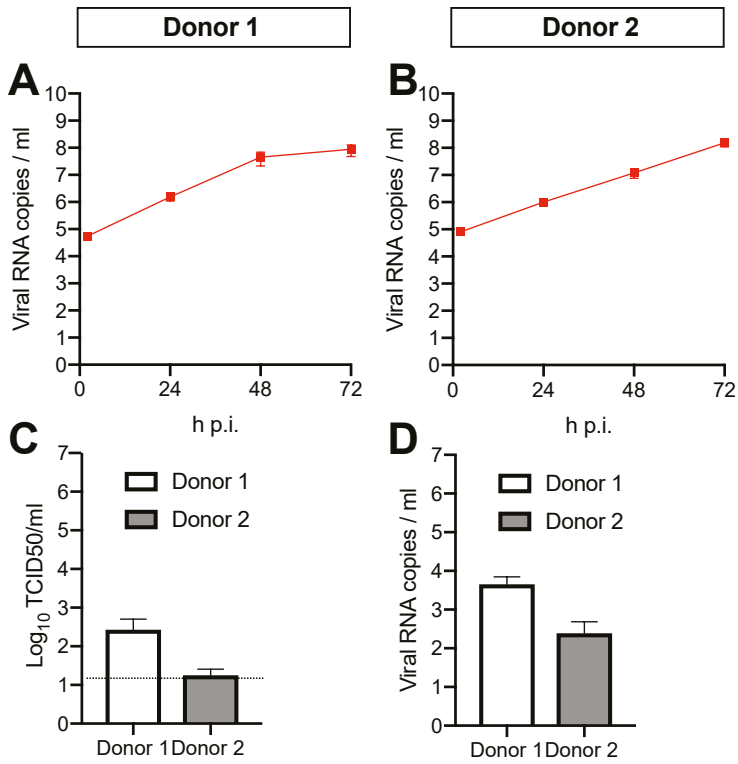 Donor 1
Donor 2
A
Viral RNA copies / ml
10
9
8
7
6
5
4
3
2
1
0
0 24 48 72
h p.i.
B
Viral RNA copies / ml
10
9
8
7
6
5
4
3
2
1
0
0 24 48 72
h p.i.
C
Log10 TCID50/ml
7
6
5
4
3
2
1
0
Donor 1
Donor 2
Donor 1 Donor 2
D
Viral RNA copies / ml
7
6
5
4
3
2
1
0
Donor 1
Donor 2
Donor 1 Donor 2